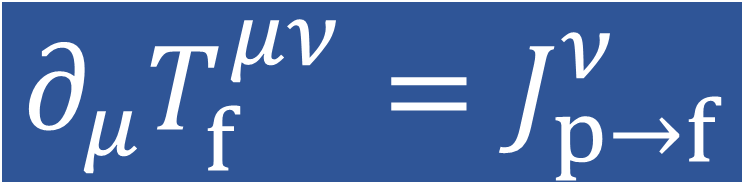 ∂_μ T_f^{μν} = J_{p→f}^ν